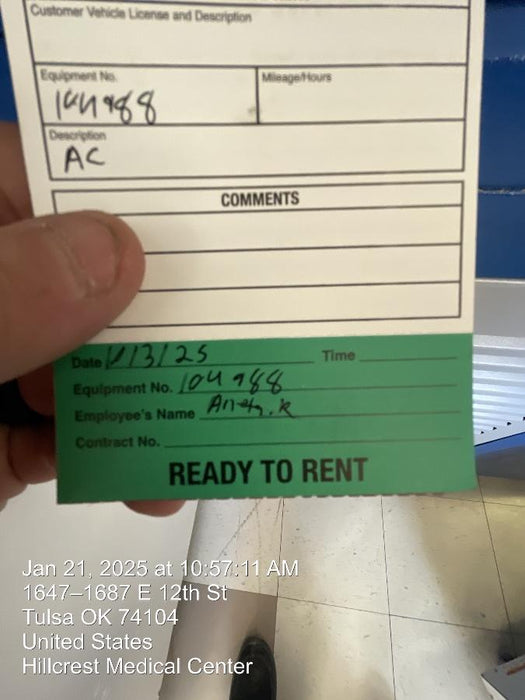 Customer Vehicle License and Description
Equipment No.
104988
Mileage/Hours
Description
AC
COMMENTS
Date 1/13/25 Time
Equipment No. 104988
Employee's Name
Contract No.
READY TO RENT
Jan 21, 2025 at 10:57:11 AM
1647–1687 E 12th St
Tulsa OK 74104
United States
Hillcrest Medical Center